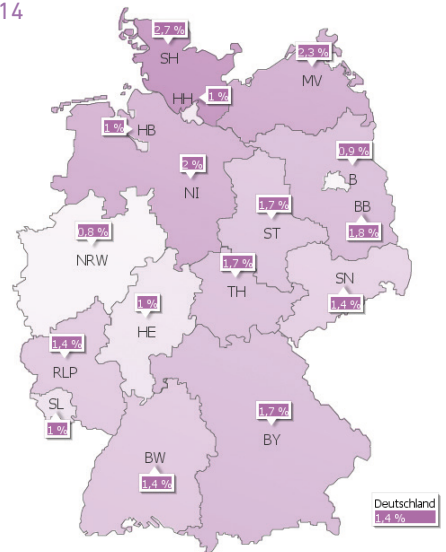 14
2,7 %
SH
2,3 %
MV
HH
1 %
1 %
HB
0,9 %
B
2 %
NI
BB
1,8 %
1,7 %
ST
0,8 %
NRW
1,7 %
TH
SN
1,4 %
1 %
HE
1,4 %
RLP
SL
1 %
1,7 %
BY
BW
1,4 %
Deutschland
1,4 %